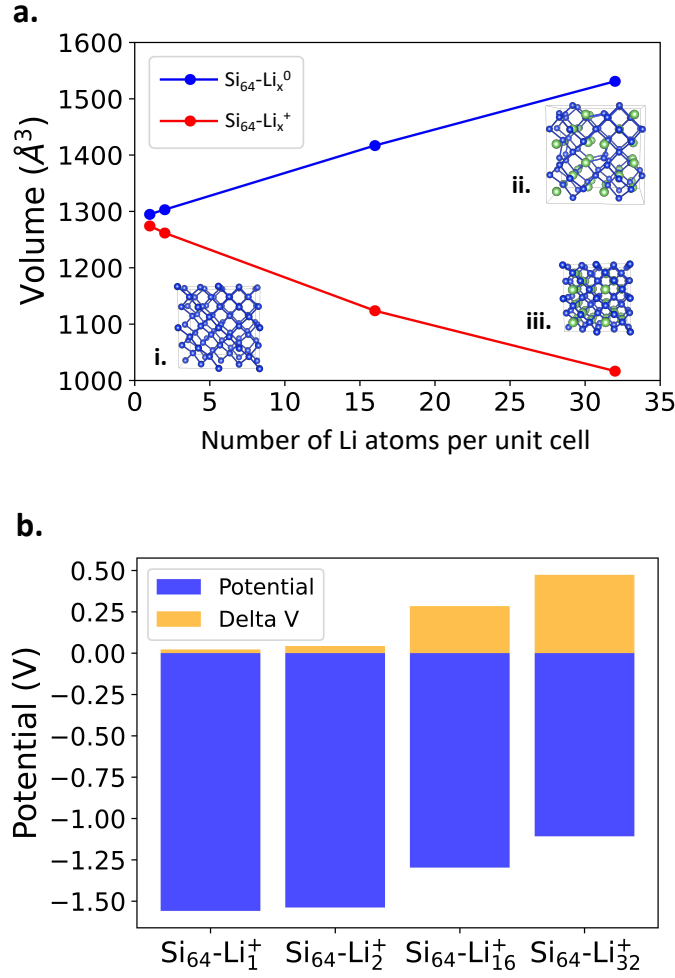 a.
1600
1500
1400
1300
1200
1100
1000
Volume (Å³)
Si₆₄-Liₓ⁰
Si₆₄-Liₓ⁺
i.
ii.
iii.
0 5 10 15 20 25 30 35
Number of Li atoms per unit cell
b.
0.50
0.25
0.00
−0.25
−0.50
−0.75
−1.00
−1.25
−1.50
Potential (V)
Potential
Delta V
Si₆₄-Li₁⁺ Si₆₄-Li₂⁺ Si₆₄-Li₁₆⁺ Si₆₄-Li₃₂⁺